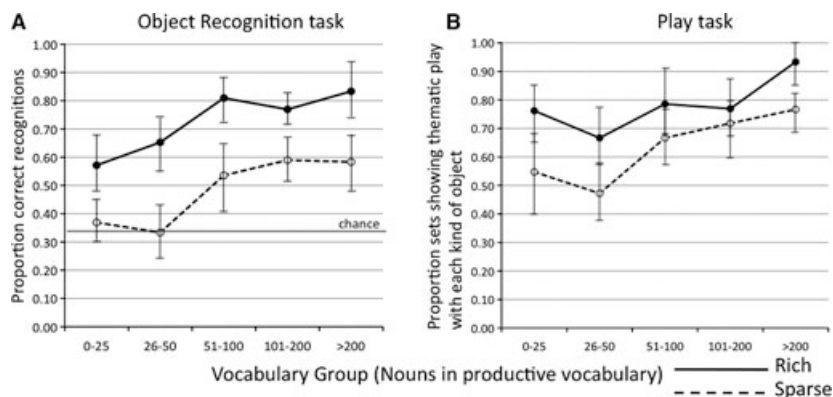 A
Object Recognition task
Proportion correct recognitions
1.00
0.90
0.80
0.70
0.60
0.50
0.40
0.30
0.20
0.10
0.00
chance
0-25
26-50
51-100
101-200
>200
B
Play task
Proportion sets showing thematic play
with each kind of object
1.00
0.90
0.80
0.70
0.60
0.50
0.40
0.30
0.20
0.10
0.00
0-25
26-50
51-100
101-200
>200
Vocabulary Group (Nouns in productive vocabulary)
Rich
Sparse